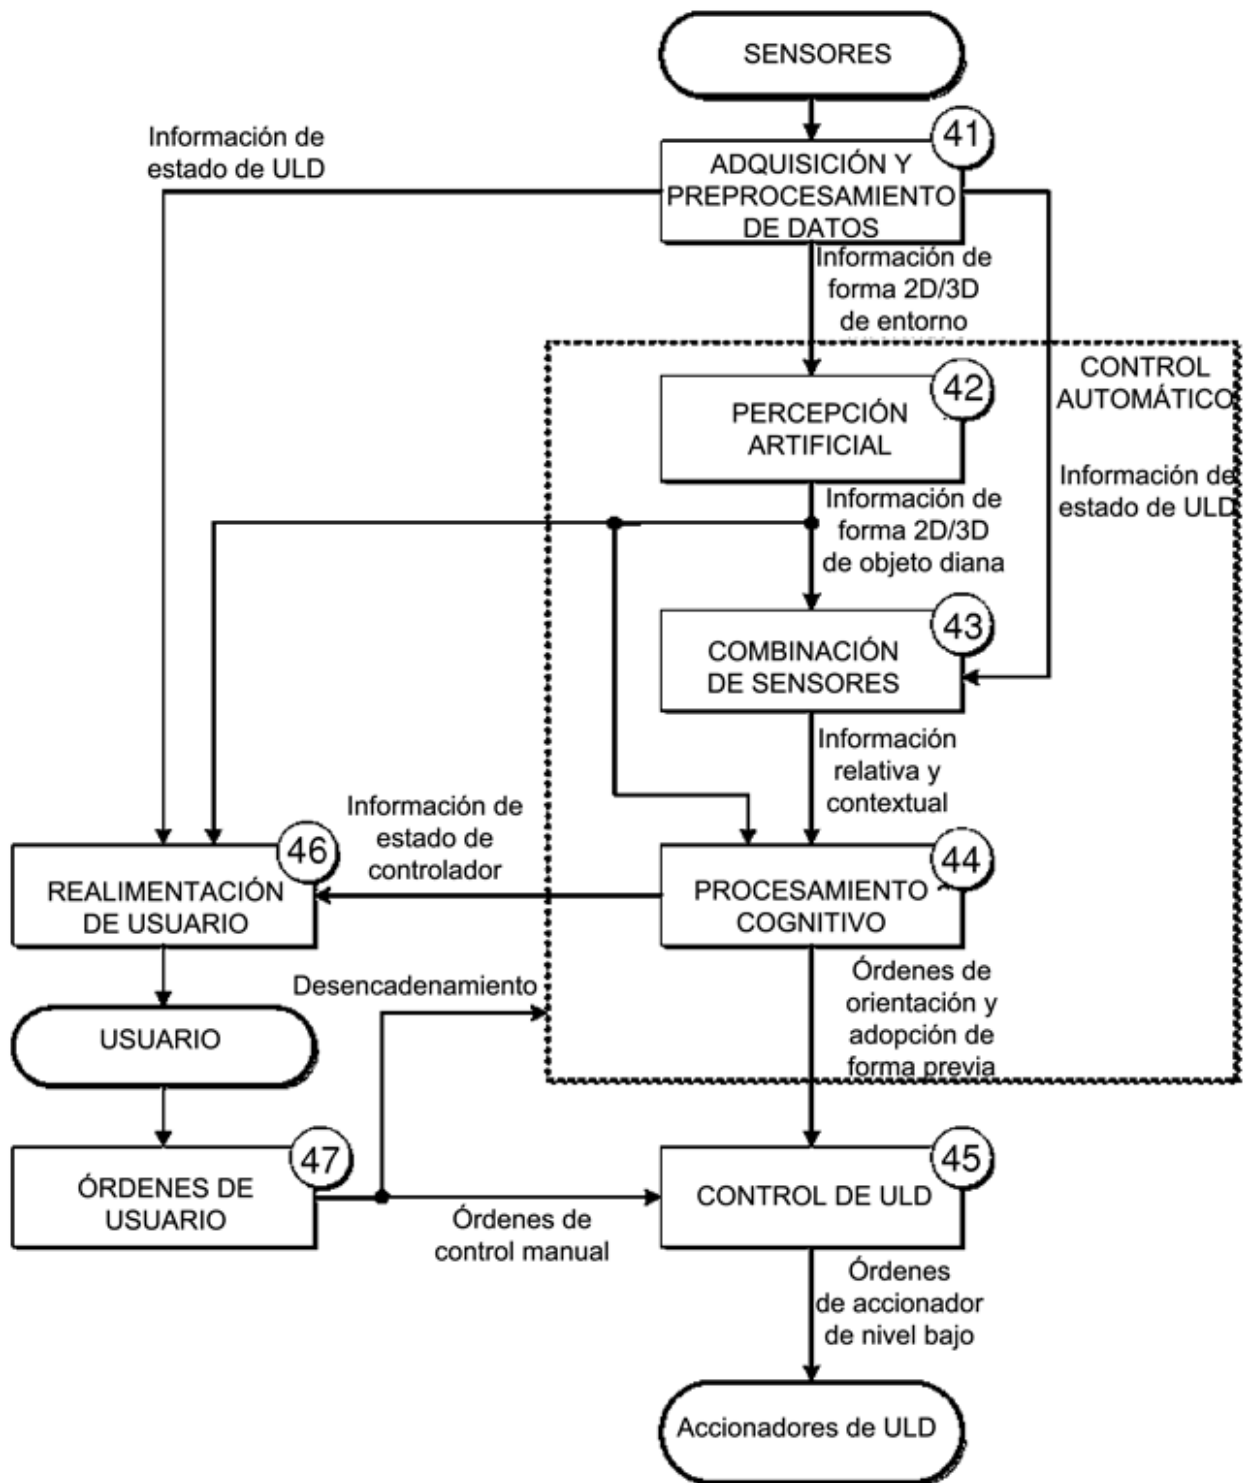 SENSORES
41
Información de
estado de ULD
ADQUISICIÓN Y
PREPROCESAMIENTO
DE DATOS
Información de
forma 2D/3D
de entorno
CONTROL
AUTOMÁTICO
42
PERCEPCIÓN
ARTIFICIAL
Información de
estado de ULD
Información de
forma 2D/3D
de objeto diana
43
COMBINACIÓN
DE SENSORES
Información
relativa y
contextual
Información de
estado de
controlador
46
REALIMENTACIÓN
DE USUARIO
44
PROCESAMIENTO
COGNITIVO
Desencadenamiento
Órdenes de
orientación y
adopción de
forma previa
USUARIO
47
ÓRDENES DE
USUARIO
Órdenes de
control manual
45
CONTROL DE ULD
Órdenes
de accionador
de nivel bajo
Accionadores de ULD